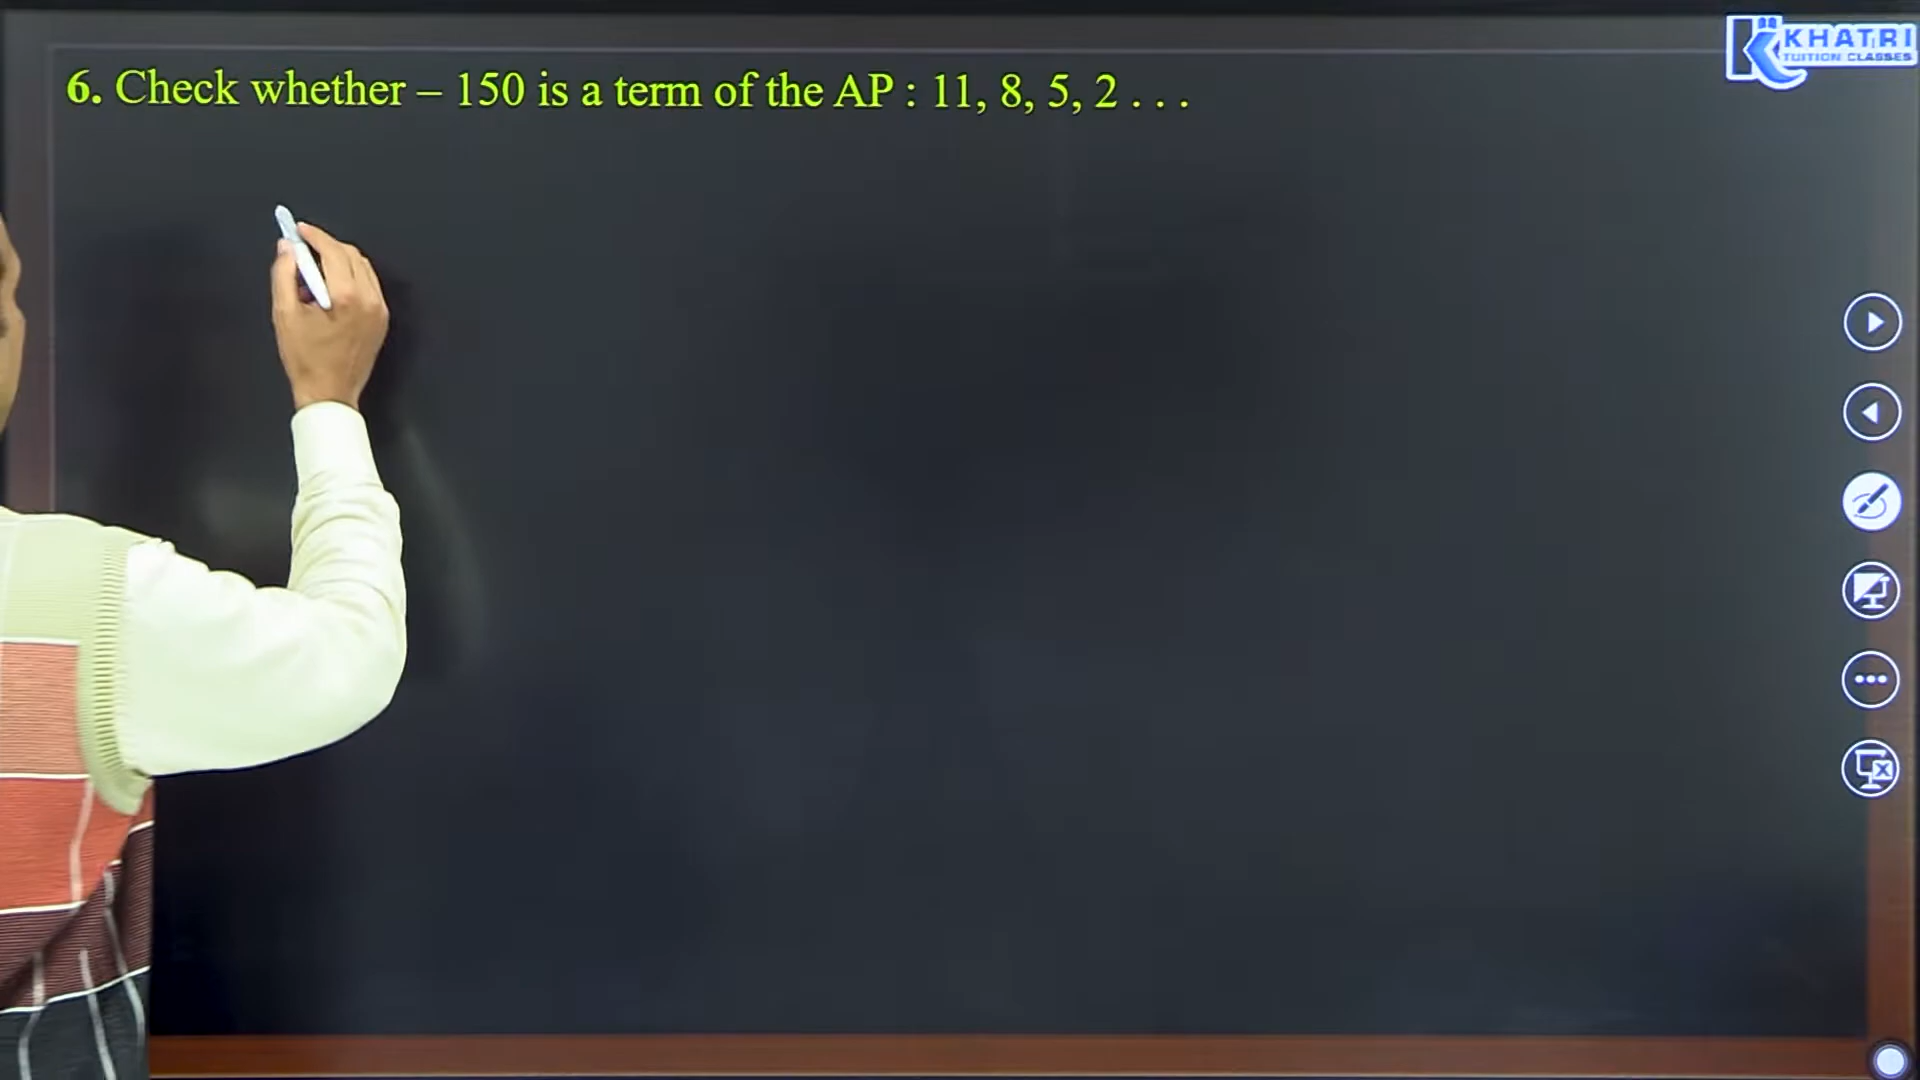 KHATRI
TUITION CLASSES
6. Check whether – 150 is a term of the AP : 11, 8, 5, 2 . . .